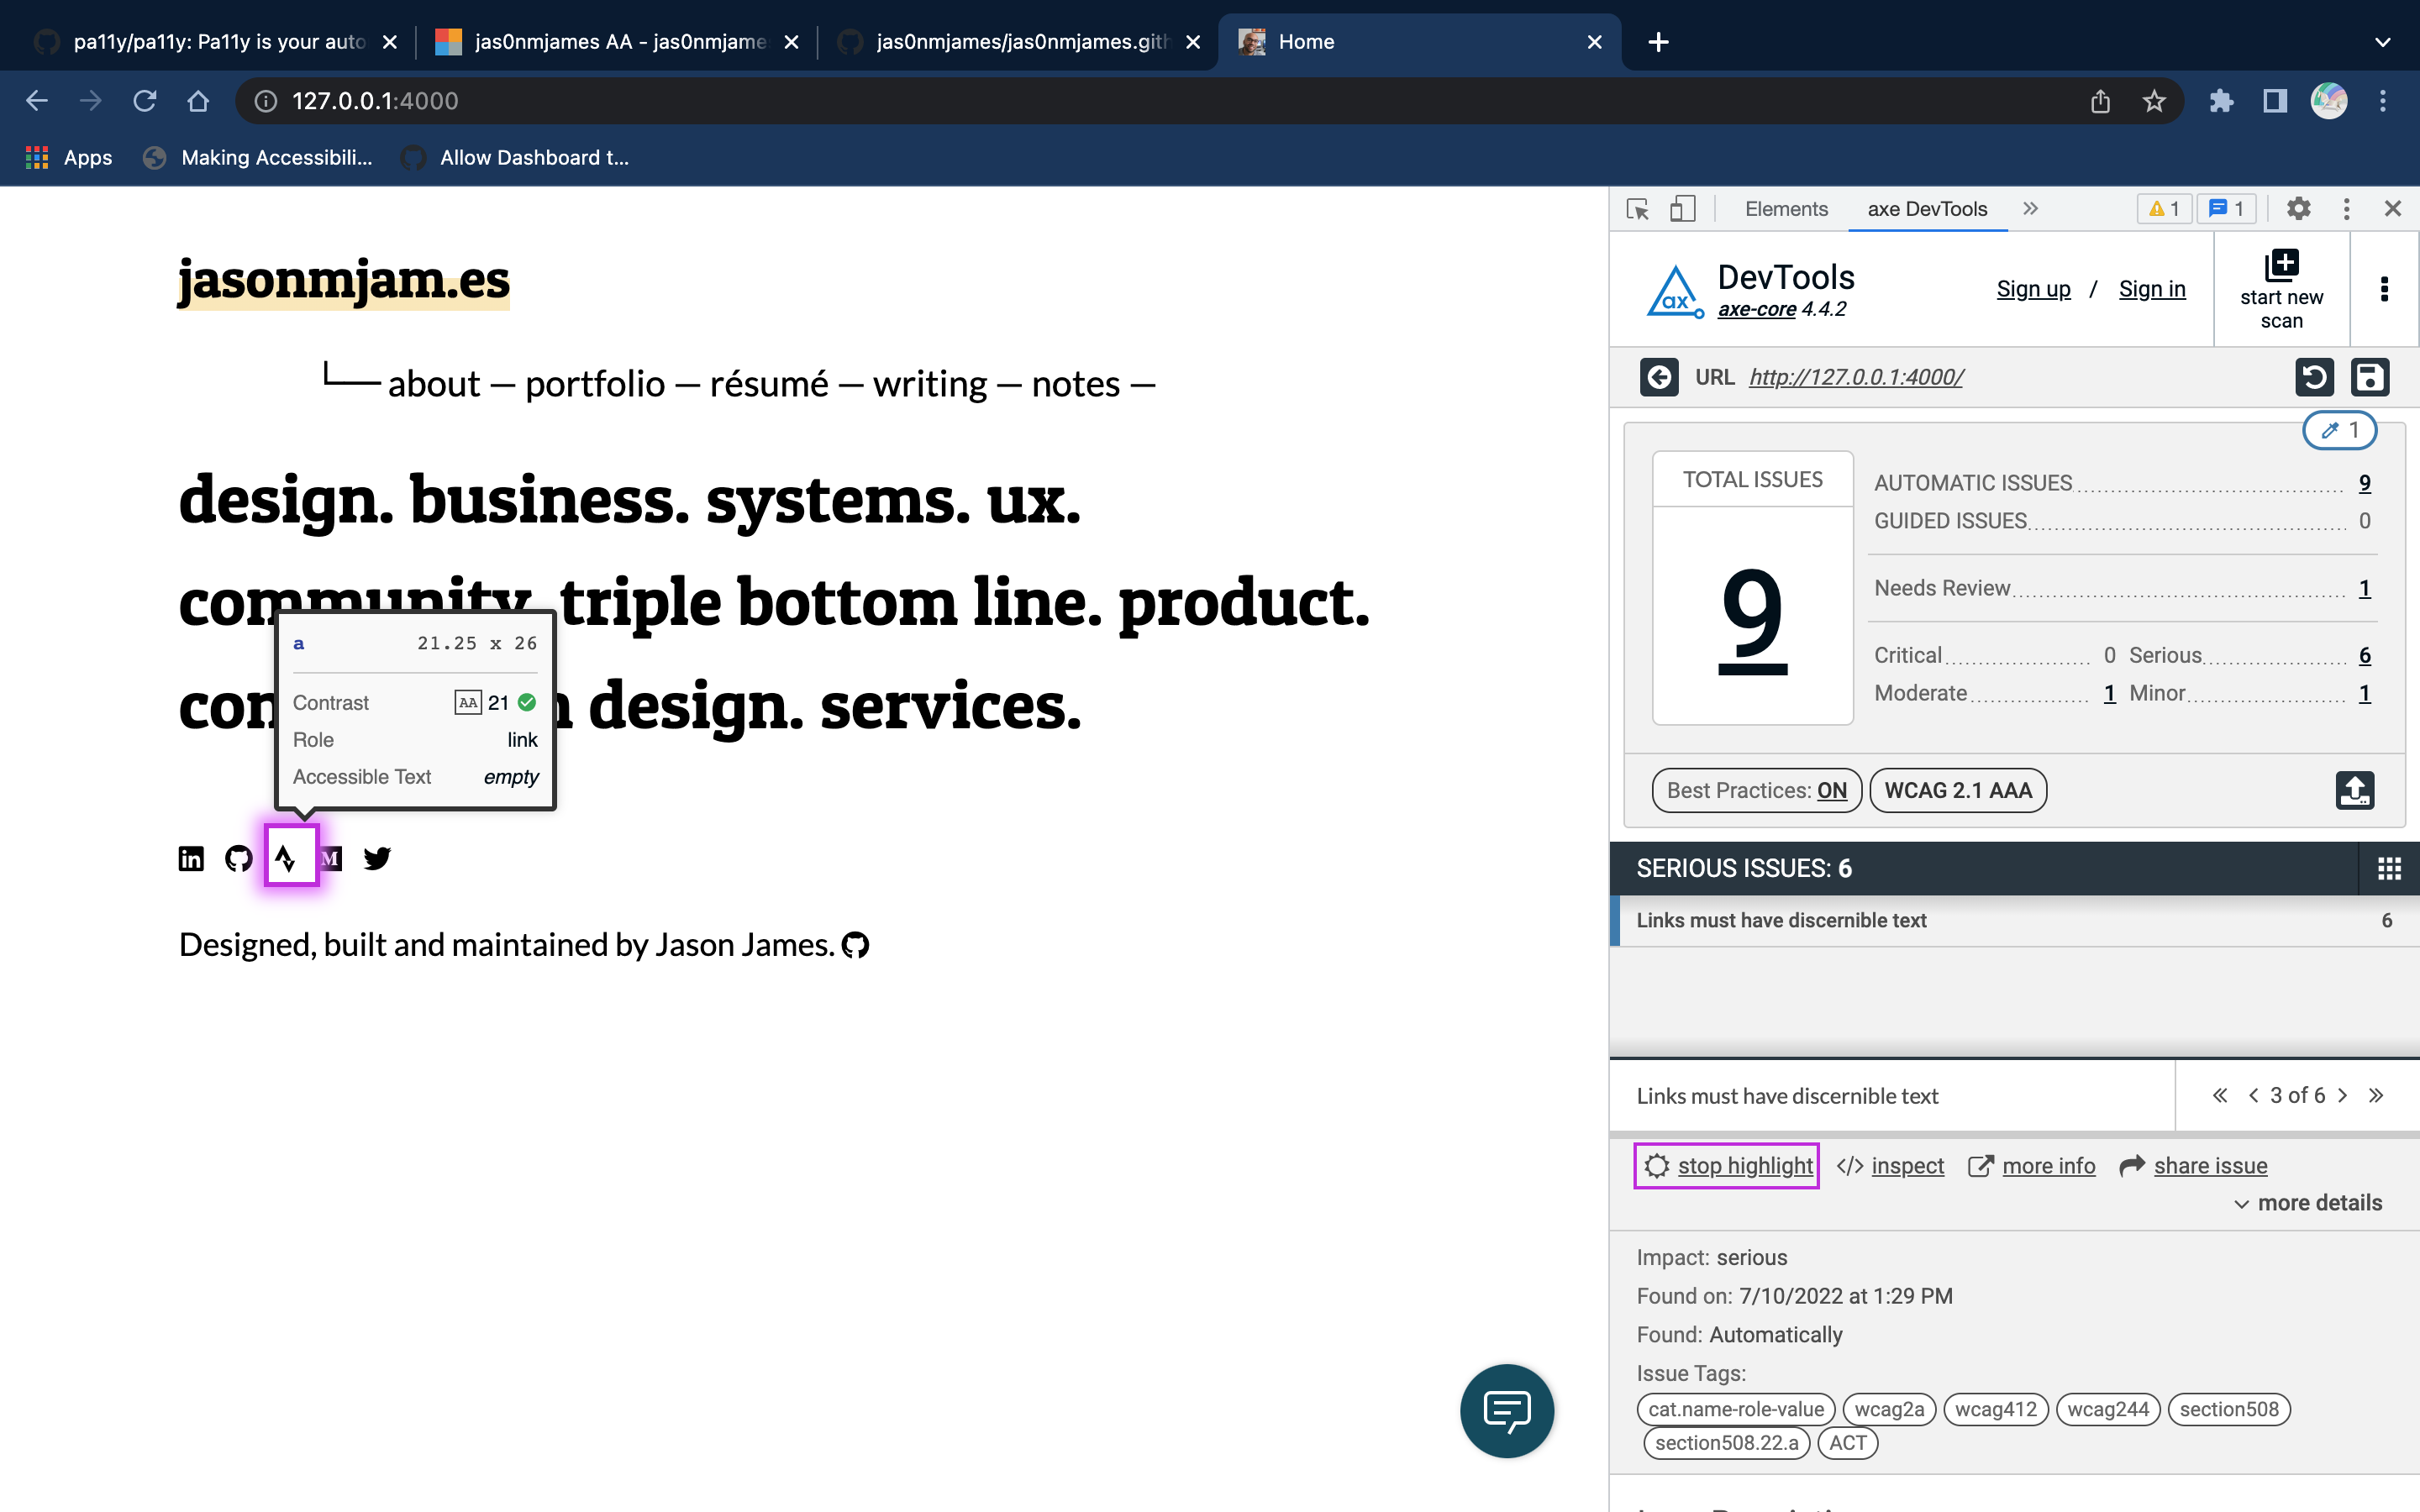 pa11y/pa11y: Pa11y is your auto
jas0nmjames AA - jas0nmjame
jas0nmjames/jas0nmjames.gith
Home
127.0.0.1:4000
Apps
Making Accessibili...
Allow Dashboard t...
jasonmjam.es
about — portfolio — résumé — writing — notes —
design. business. systems. ux.
community. triple bottom line. product.
con
n design. services.
a 21.25 x 26
Contrast AA 21
Role link
Accessible Text empty
in
M
Designed, built and maintained by Jason James.
Elements
axe DevTools
1
1
ax
DevTools
axe-core 4.4.2
Sign up / Sign in
start new
scan
URL http://127.0.0.1:4000/
1
TOTAL ISSUES
9
AUTOMATIC ISSUES 9
GUIDED ISSUES 0
Needs Review 1
Critical 0 Serious 6
Moderate 1 Minor 1
Best Practices: ON
WCAG 2.1 AAA
SERIOUS ISSUES: 6
Links must have discernible text 6
Links must have discernible text
3 of 6
stop highlight
</> inspect
more info
share issue
more details
Impact: serious
Found on: 7/10/2022 at 1:29 PM
Found: Automatically
Issue Tags:
cat.name-role-value wcag2a wcag412 wcag244 section508
section508.22.a ACT